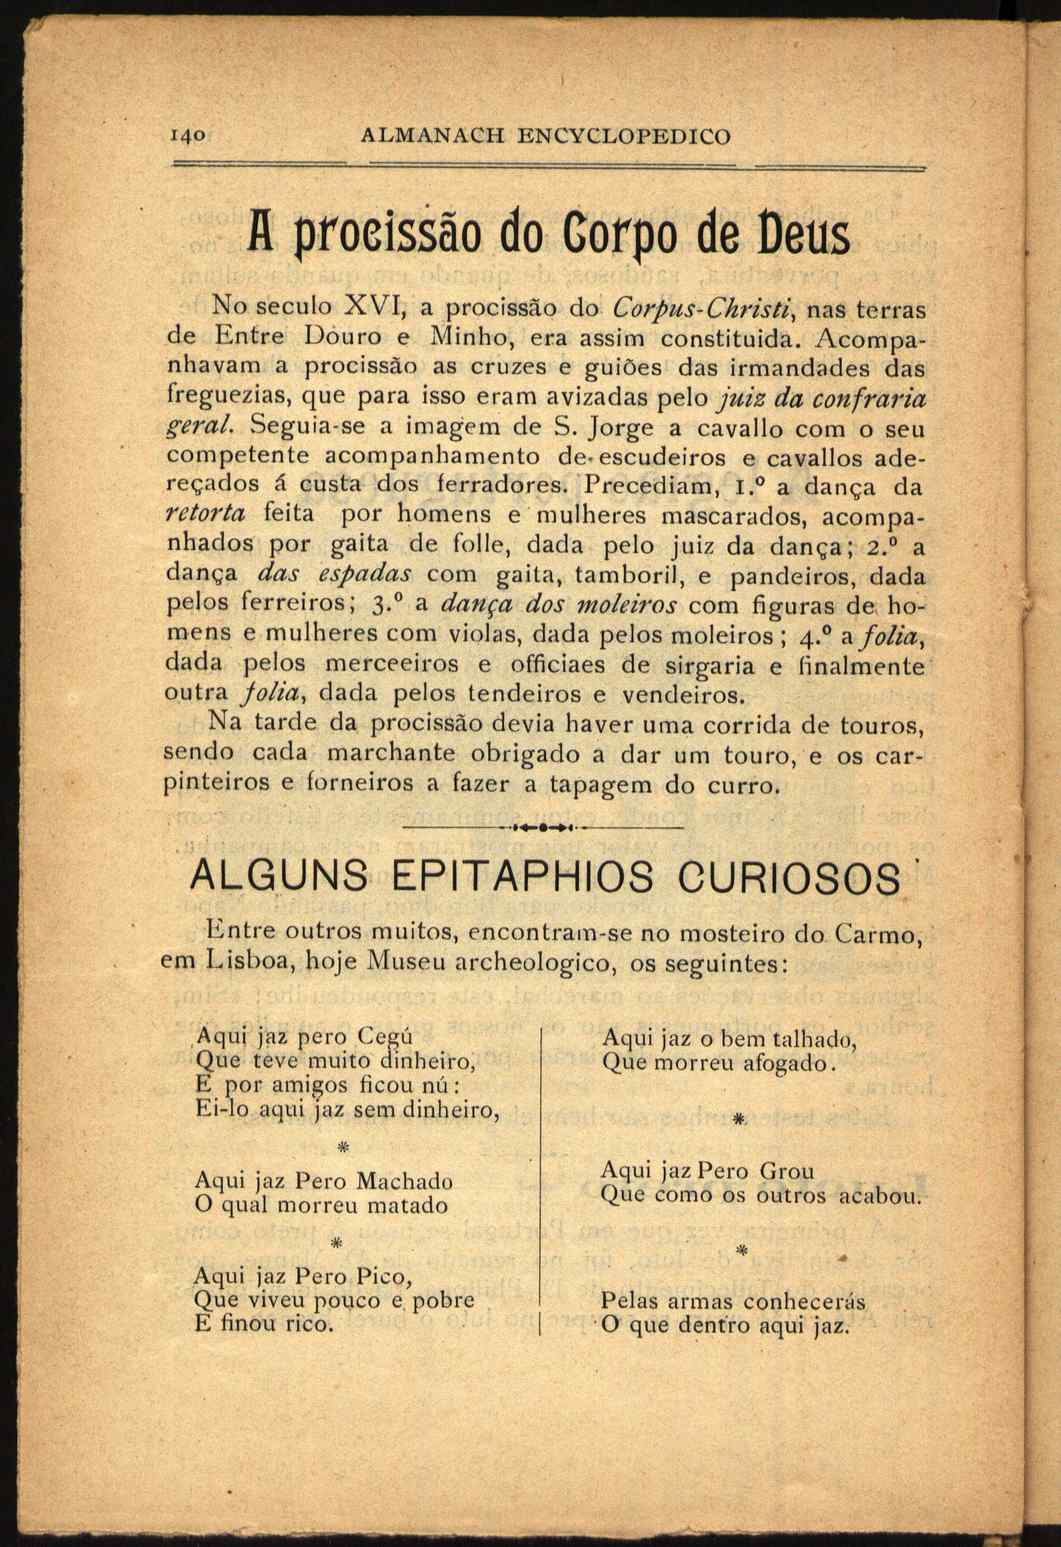 140
ALMANACH ENCYCLOPEDICO
A procissão do Corpo de Deus
No seculo XVI, a procissão do Corpus-Christi, nas terras
de Entre Douro e Minho, era assim constituida. Acompa-
nhavam a procissão as cruzes e guiões das irmandades das
freguezias, que para isso eram avizadas pelo juiz da confraria
geral. Seguia-se a imagem de S. Jorge a cavallo com o seu
competente acompanhamento de escudeiros e cavallos ade-
reçados á custa dos ferradores. Precediam, 1.º a dança da
retorta feita por homens e mulheres mascarados, acompa-
nhados por gaita de folle, dada pelo juiz da dança; 2.º a
dança das espadas com gaita, tamboril, e pandeiros, dada
pelos ferreiros; 3.º a dança dos moleiros com figuras de ho-
mens e mulheres com violas, dada pelos moleiros; 4.º a folia,
dada pelos merceeiros e officiaes de sirgaria e finalmente
outra folia, dada pelos tendeiros e vendeiros.
Na tarde da procissão devia haver uma corrida de touros,
sendo cada marchante obrigado a dar um touro, e os car-
pinteiros e forneiros a fazer a tapagem do curro.
ALGUNS EPITAPHIOS CURIOSOS
Entre outros muitos, encontram-se no mosteiro do Carmo,
em Lisboa, hoje Museu archeologico, os seguintes:
Aqui jaz pero Cegú
Que teve muito dinheiro,
E por amigos ficou nú:
Ei-lo aqui jaz sem dinheiro,
*
Aqui jaz Pero Machado
O qual morreu matado
*
Aqui jaz Pero Pico,
Que viveu pouco e pobre
E finou rico.
Aqui jaz o bem talhado,
Que morreu afogado.
*
Aqui jaz Pero Grou
Que como os outros acabou.
*
Pelas armas conhecerás
O que dentro aqui jaz.